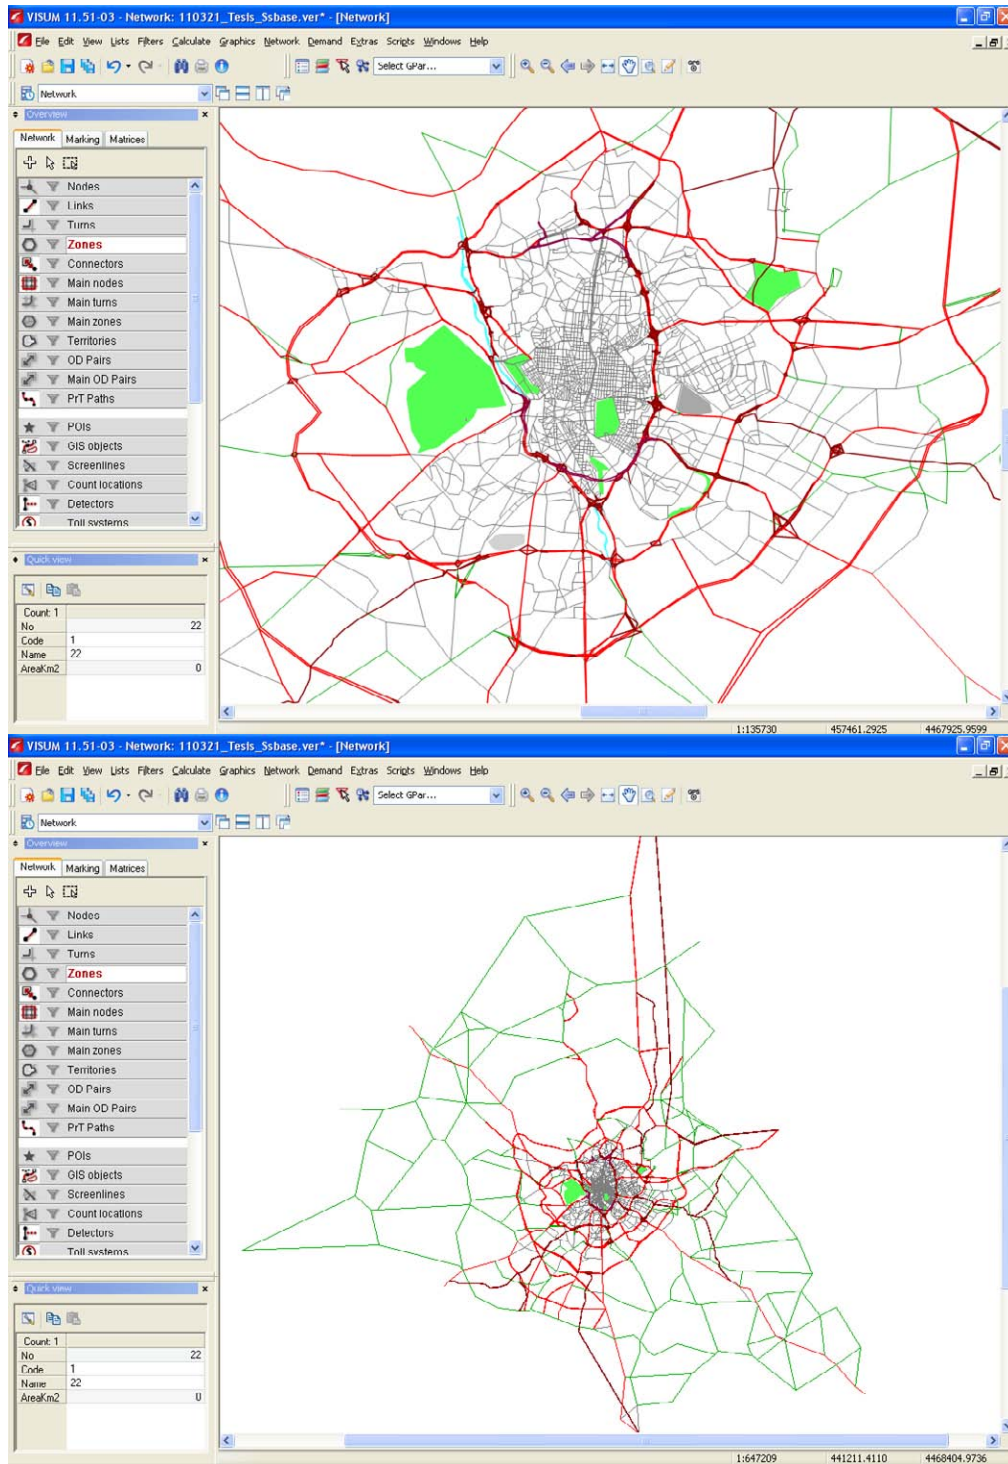 VISUM 11.51-03 - Network: 110321_Tesis_Ssbase.ver* - [Network]
File Edit View Lists Filters Calculate Graphics Network Demand Extras Scripts Windows Help
Select GPar...
Network
Overview
Network Marking Matrices
Nodes
Links
Turns
Zones
Connectors
Main nodes
Main turns
Main zones
Territories
OD Pairs
Main OD Pairs
PrT Paths
POIs
GIS objects
Screenlines
Count locations
Detectors
Toll systems
Quick view
Count: 1
No 22
Code 1
Name 22
AreaKm2 0
1:135730 457461.2925 4467925.9599
VISUM 11.51-03 - Network: 110321_Tesis_Ssbase.ver* - [Network]
File Edit View Lists Filters Calculate Graphics Network Demand Extras Scripts Windows Help
Select GPar...
Network
Overview
Network Marking Matrices
Nodes
Links
Turns
Zones
Connectors
Main nodes
Main turns
Main zones
Territories
OD Pairs
Main OD Pairs
PrT Paths
POIs
GIS objects
Screenlines
Count locations
Detectors
Toll systems
Quick view
Count: 1
No 22
Code 1
Name 22
AreaKm2 0
1:647209 441211.4110 4468404.9736